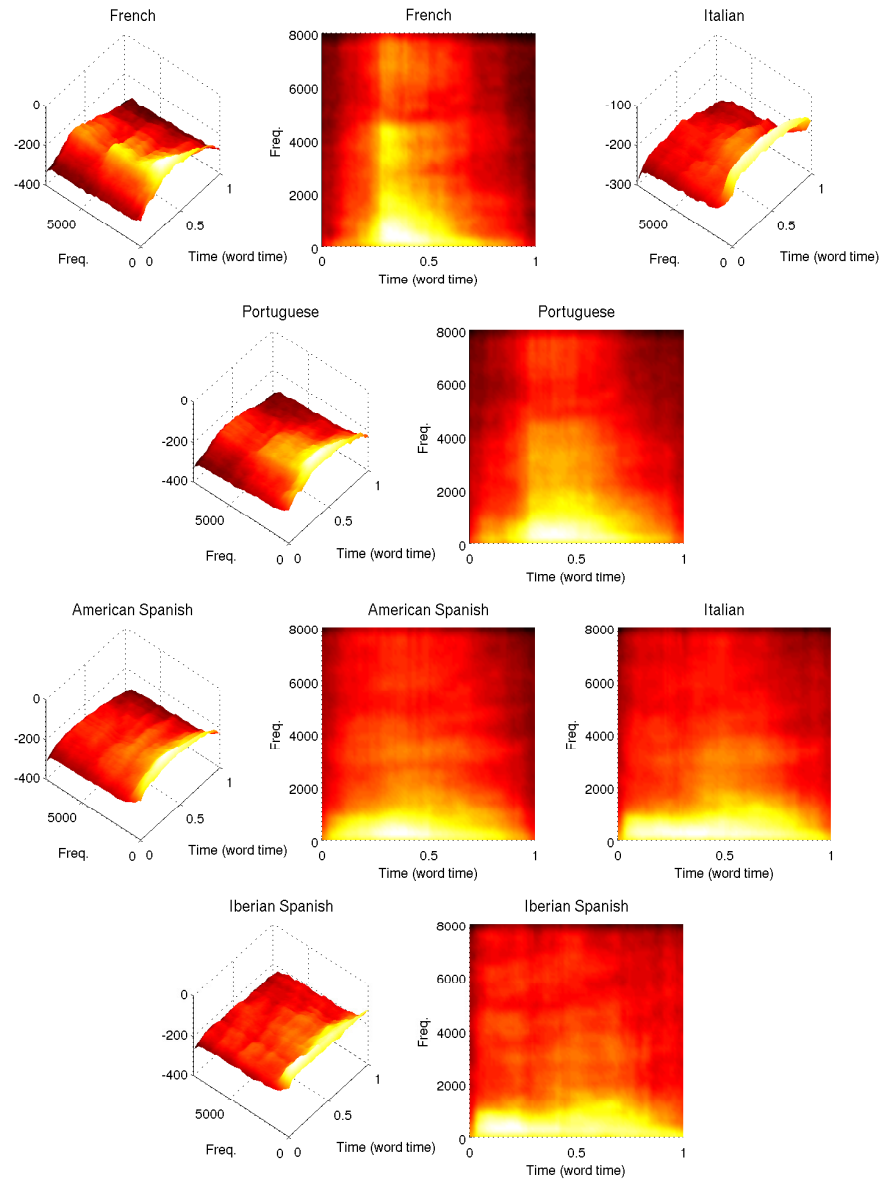 French
0
-200
-400
5000
0
Freq.
0
0.5
1
Time (word time)
French
8000
6000
4000
2000
0
Freq.
0
0.5
1
Time (word time)
Italian
-100
-200
-300
5000
0
Freq.
0
0.5
1
Time (word time)
Portuguese
0
-200
-400
5000
0
Freq.
0
0.5
1
Time (word time)
Portuguese
8000
6000
4000
2000
0
Freq.
0
0.5
1
Time (word time)
American Spanish
0
-200
-400
5000
0
Freq.
0
0.5
1
Time (word time)
American Spanish
8000
6000
4000
2000
0
Freq.
0
0.5
1
Time (word time)
Italian
8000
6000
4000
2000
0
Freq.
0
0.5
1
Time (word time)
Iberian Spanish
0
-200
-400
5000
0
Freq.
0
0.5
1
Time (word time)
Iberian Spanish
8000
6000
4000
2000
0
Freq.
0
0.5
1
Time (word time)